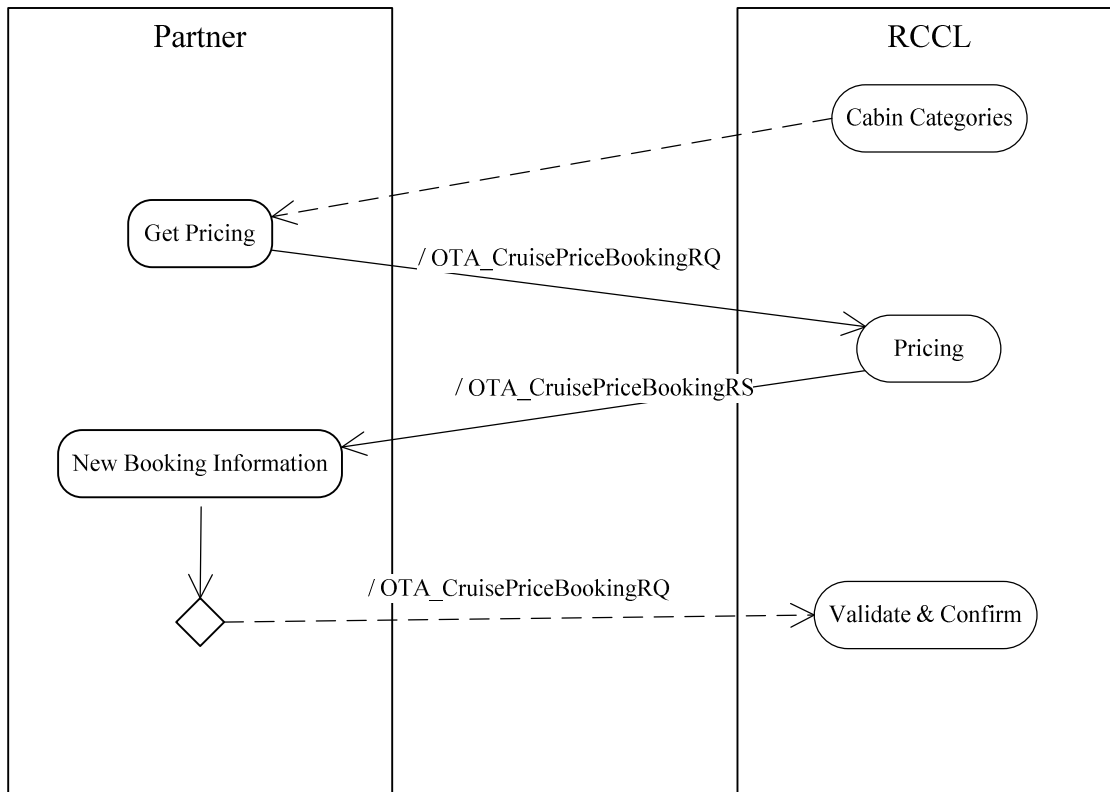 Partner
RCCL
Cabin Categories
Get Pricing
/ OTA_CruisePriceBookingRQ
Pricing
/ OTA_CruisePriceBookingRS
New Booking Information
/ OTA_CruisePriceBookingRQ
Validate & Confirm